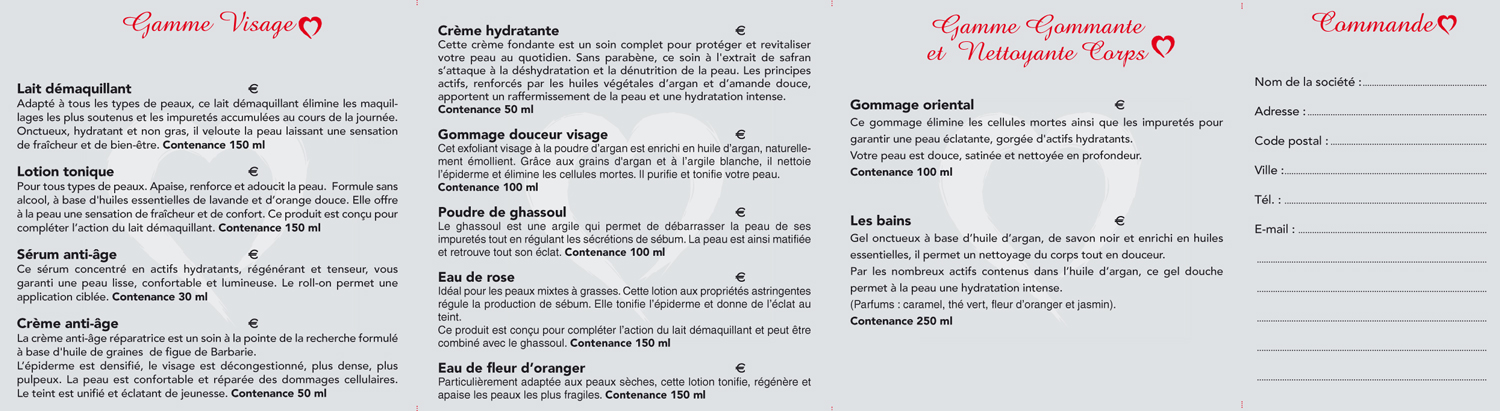 Gamme Visage
Lait démaquillant €
Adapté à tous les types de peaux, ce lait démaquillant élimine les maquil-
lages les plus soutenus et les impuretés accumulées au cours de la journée.
Onctueux, hydratant et non gras, il veloute la peau laissant une sensation
de fraîcheur et de bien-être. Contenance 150 ml
Lotion tonique €
Pour tous types de peaux. Apaise, renforce et adoucit la peau. Formule sans
alcool, à base d'huiles essentielles de lavande et d'orange douce. Elle offre
à la peau une sensation de fraîcheur et de confort. Ce produit est conçu pour
compléter l'action du lait démaquillant. Contenance 150 ml
Sérum anti-âge €
Ce sérum concentré en actifs hydratants, régénérant et tenseur, vous
garanti une peau lisse, confortable et lumineuse. Le roll-on permet une
application ciblée. Contenance 30 ml
Crème anti-âge €
La crème anti-âge réparatrice est un soin à la pointe de la recherche formulé
à base d'huile de graines de figue de Barbarie.
L'épiderme est densifié, le visage est décongestionné, plus dense, plus
pulpeux. La peau est confortable et réparée des dommages cellulaires.
Le teint est unifié et éclatant de jeunesse. Contenance 50 ml
Crème hydratante €
Cette crème fondante est un soin complet pour protéger et revitaliser
votre peau au quotidien. Sans parabène, ce soin à l'extrait de safran
s'attaque à la déshydratation et la dénutrition de la peau. Les principes
actifs, renforcés par les huiles végétales d'argan et d'amande douce,
apportent un raffermissement de la peau et une hydratation intense.
Contenance 50 ml
Gommage douceur visage €
Cet exfoliant visage à la poudre d'argan est enrichi en huile d'argan, naturelle-
ment émollient. Grâce aux grains d'argan et à l'argile blanche, il nettoie
l'épiderme et élimine les cellules mortes. Il purifie et tonifie votre peau.
Contenance 100 ml
Poudre de ghassoul €
Le ghassoul est une argile qui permet de débarrasser la peau de ses
impuretés tout en régulant les sécrétions de sébum. La peau est ainsi matifiée
et retrouve tout son éclat. Contenance 100 ml
Eau de rose €
Idéal pour les peaux mixtes à grasses. Cette lotion aux propriétés astringentes
régule la production de sébum. Elle tonifie l'épiderme et donne de l'éclat au
teint.
Ce produit est conçu pour compléter l'action du lait démaquillant et peut être
combiné avec le ghassoul. Contenance 150 ml
Eau de fleur d'oranger €
Particulièrement adaptée aux peaux sèches, cette lotion tonifie, régénère et
apaise les peaux les plus fragiles. Contenance 150 ml
Gamme Gommante
et Nettoyante Corps
Gommage oriental €
Ce gommage élimine les cellules mortes ainsi que les impuretés pour
garantir une peau éclatante, gorgée d'actifs hydratants.
Votre peau est douce, satinée et nettoyée en profondeur.
Contenance 100 ml
Les bains €
Gel onctueux à base d'huile d'argan, de savon noir et enrichi en huiles
essentielles, il permet un nettoyage du corps tout en douceur.
Par les nombreux actifs contenus dans l'huile d'argan, ce gel douche
permet à la peau une hydratation intense.
(Parfums : caramel, thé vert, fleur d'oranger et jasmin).
Contenance 250 ml
Commande
Nom de la société :
Adresse :
Code postal :
Ville :
Tél. :
E-mail :